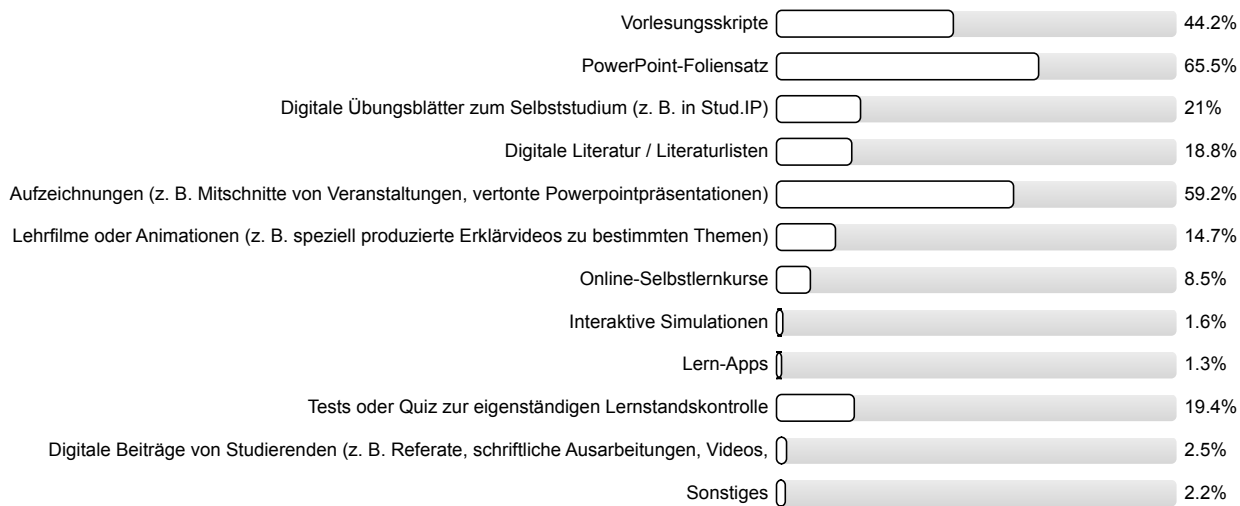 Vorlesungsskripte 44.2%
PowerPoint-Foliensatz 65.5%
Digitale Übungsblätter zum Selbststudium (z. B. in Stud.IP) 21%
Digitale Literatur / Literaturlisten 18.8%
Aufzeichnungen (z. B. Mitschnitte von Veranstaltungen, vertonte Powerpointpräsentationen) 59.2%
Lehrfilme oder Animationen (z. B. speziell produzierte Erklärvideos zu bestimmten Themen) 14.7%
Online-Selbstlernkurse 8.5%
Interaktive Simulationen 1.6%
Lern-Apps 1.3%
Tests oder Quiz zur eigenständigen Lernstandskontrolle 19.4%
Digitale Beiträge von Studierenden (z. B. Referate, schriftliche Ausarbeitungen, Videos, 2.5%
Sonstiges 2.2%